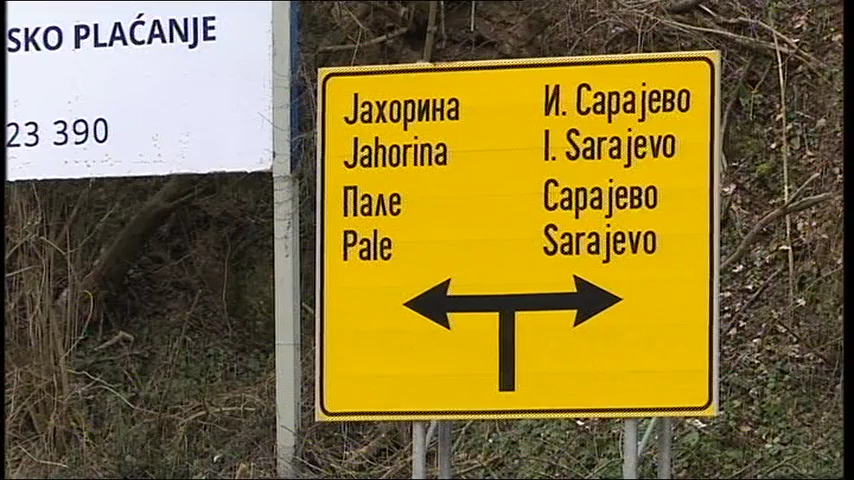 SKO PLAĆANJE
23 390
Јахорина
Jahorina
Пале
Pale
И. Сарајево
I. Sarajevo
Сарајево
Sarajevo